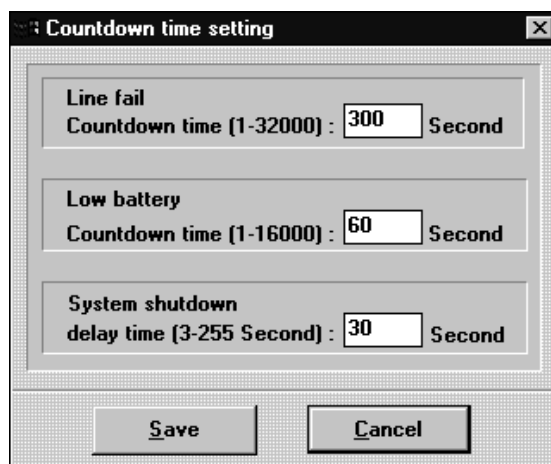 Countdown time setting
Line fail
Countdown time (1-32000) : 300 Second
Low battery
Countdown time (1-16000) : 60 Second
System shutdown
delay time (3-255 Second) : 30 Second
Save Cancel